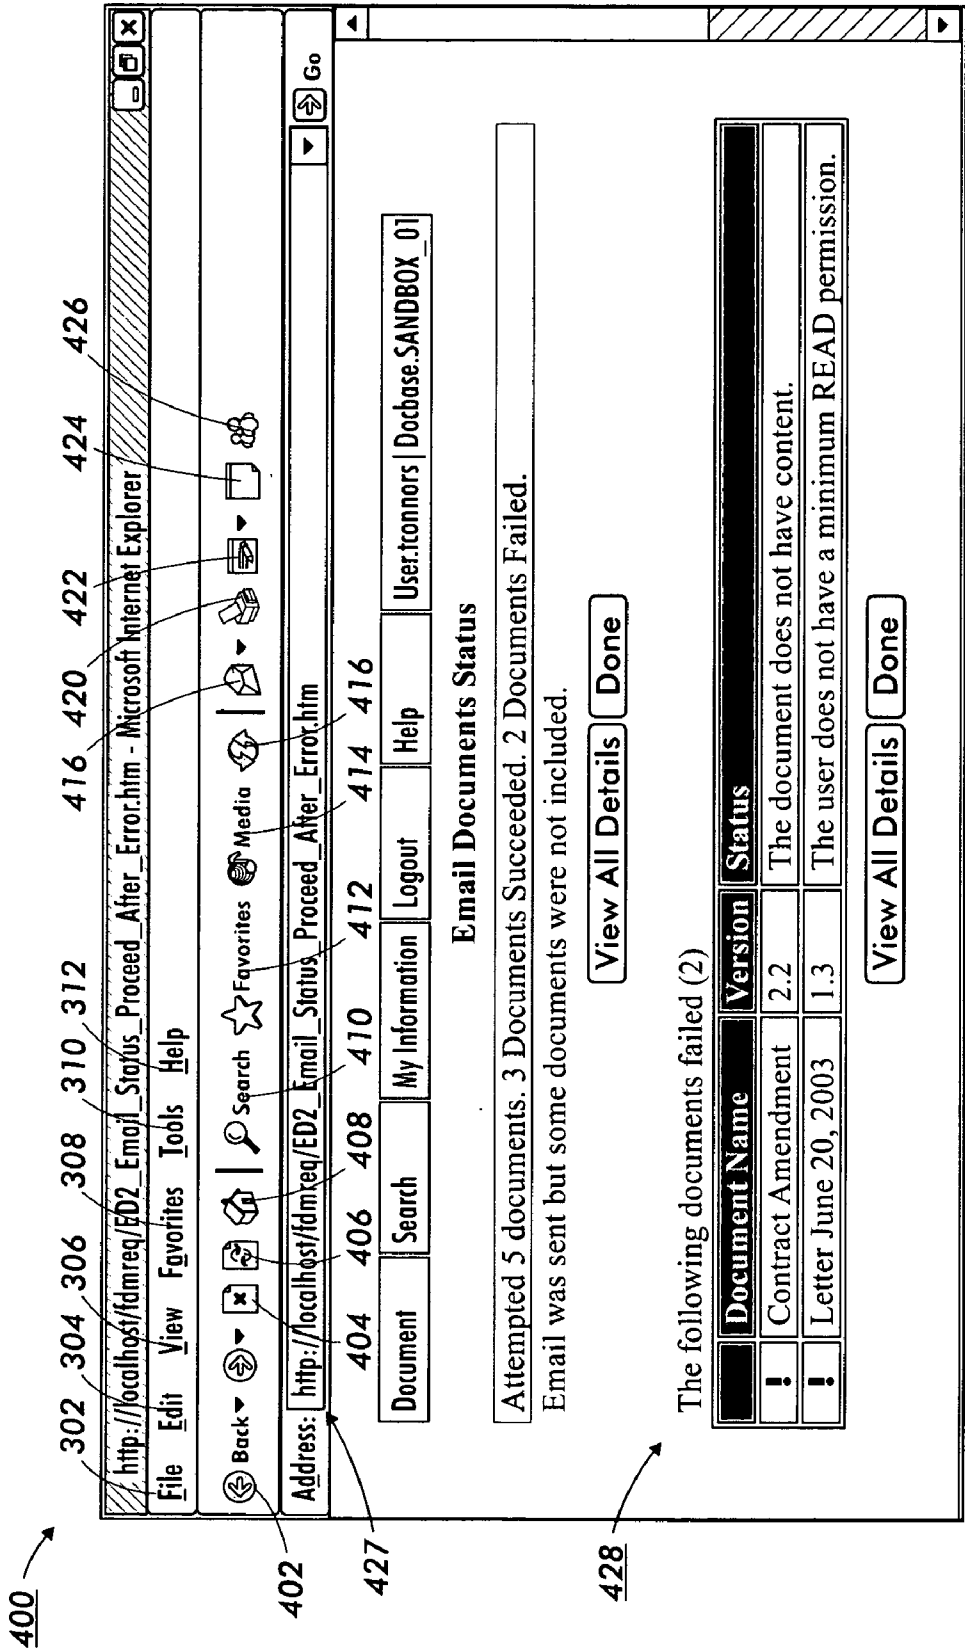 400
302 304 306 308 310 312 416 420 422 424 426
http://localhost/fdmreq/ED2_Email_Status_Proceed_After_Error.htm - Microsoft Internet Explorer
File Edit View Favorites Tools Help
Back Search Favorites Media
402 404 406 408 410 412 414 416
Address: http://localhost/fdmreq/ED2_Email_Status_Proceed_After_Error.htm Go
427
Document Search My Information Logout Help User.tconnors | Docbase.SANDBOX_01
Email Documents Status
Attempted 5 documents. 3 Documents Succeeded. 2 Documents Failed.
Email was sent but some documents were not included.
View All Details Done
428
The following documents failed (2)
Document Name Version Status
! Contract Amendment 2.2 The document does not have content.
! Letter June 20, 2003 1.3 The user does not have a minimum READ permission.
View All Details Done